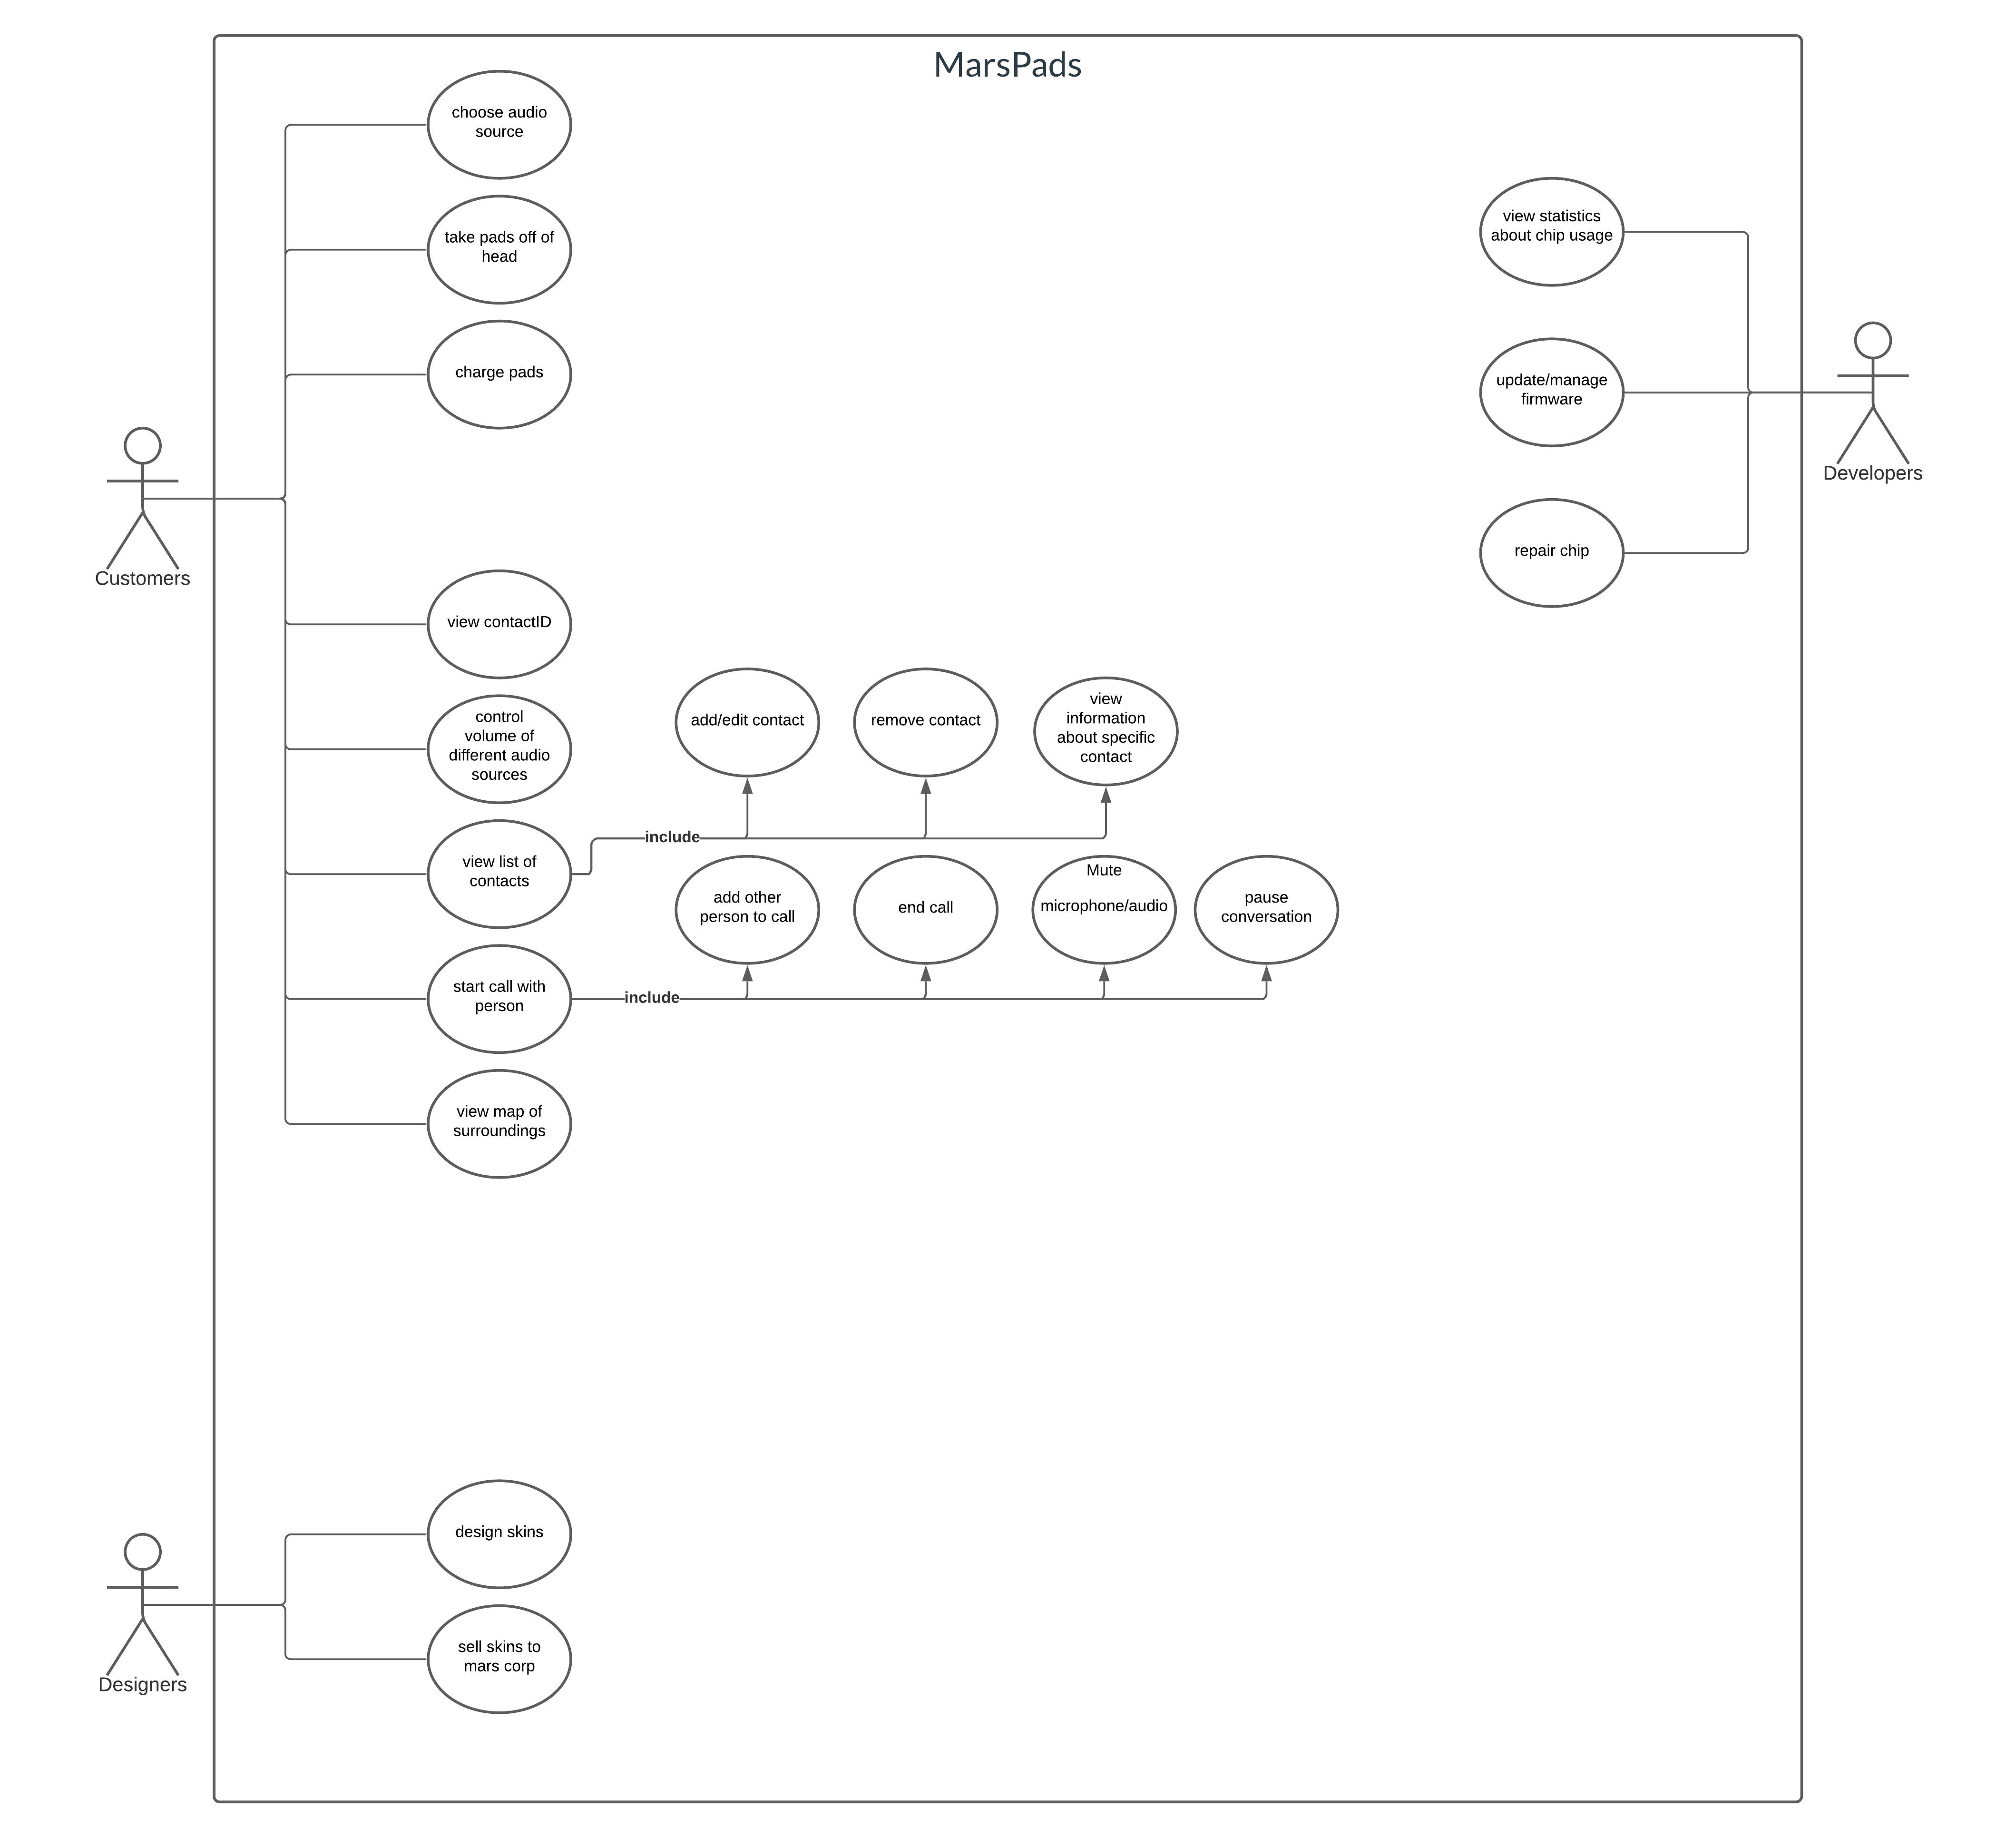 MarsPads
choose audio
source
take pads off of
head
charge pads
Customers
view contactID
control
volume of
different audio
sources
view list of
contacts
start call with
person
view map of
surroundings
include
add/edit contact
remove contact
view
information
about specific
contact
include
add other
person to call
end call
Mute
microphone/audio
pause
conversation
view statistics
about chip usage
update/manage
firmware
repair chip
Developers
design skins
sell skins to
mars corp
Designers